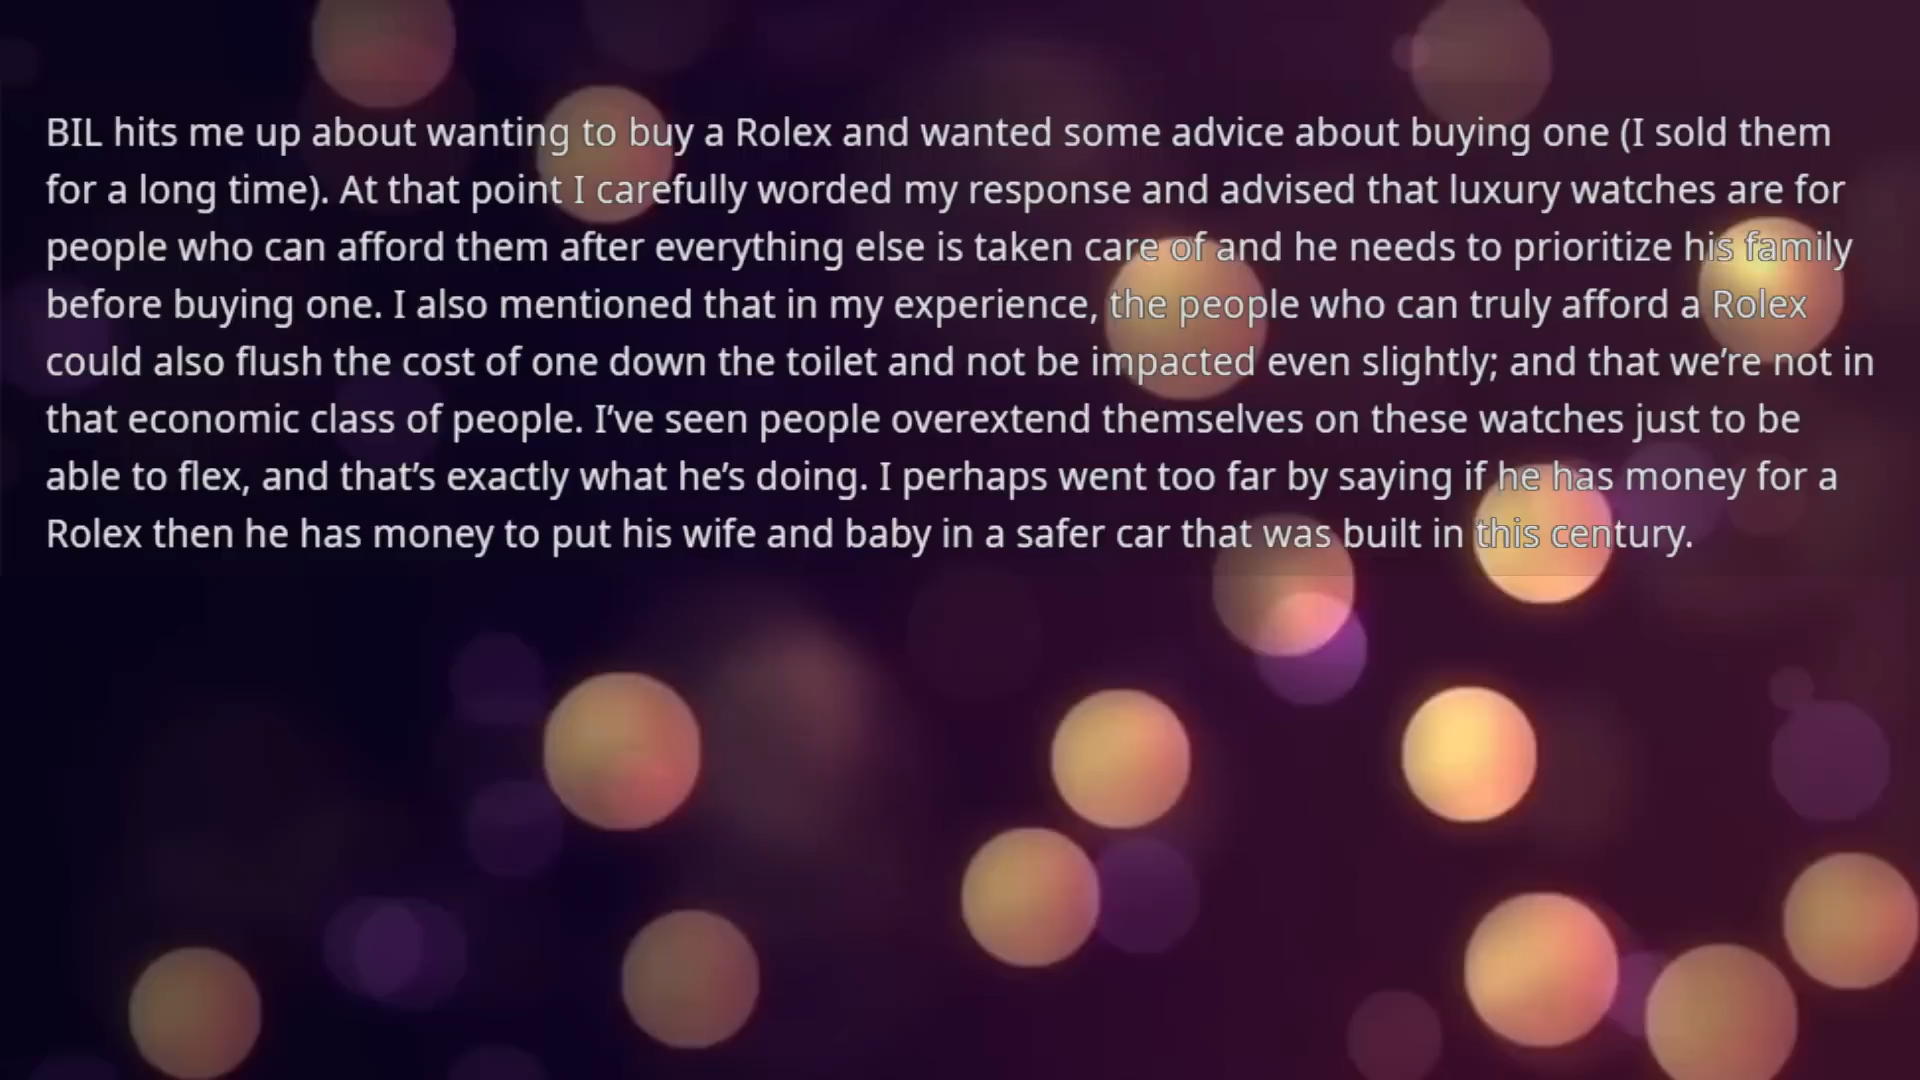 BIL hits me up about wanting to buy a Rolex and wanted some advice about buying one (I sold them
for a long time). At that point I carefully worded my response and advised that luxury watches are for
people who can afford them after everything else is taken care of and he needs to prioritize his family
before buying one. I also mentioned that in my experience, the people who can truly afford a Rolex
could also flush the cost of one down the toilet and not be impacted even slightly; and that we’re not in
that economic class of people. I’ve seen people overextend themselves on these watches just to be
able to flex, and that’s exactly what he’s doing. I perhaps went too far by saying if he has money for a
Rolex then he has money to put his wife and baby in a safer car that was built in this century.